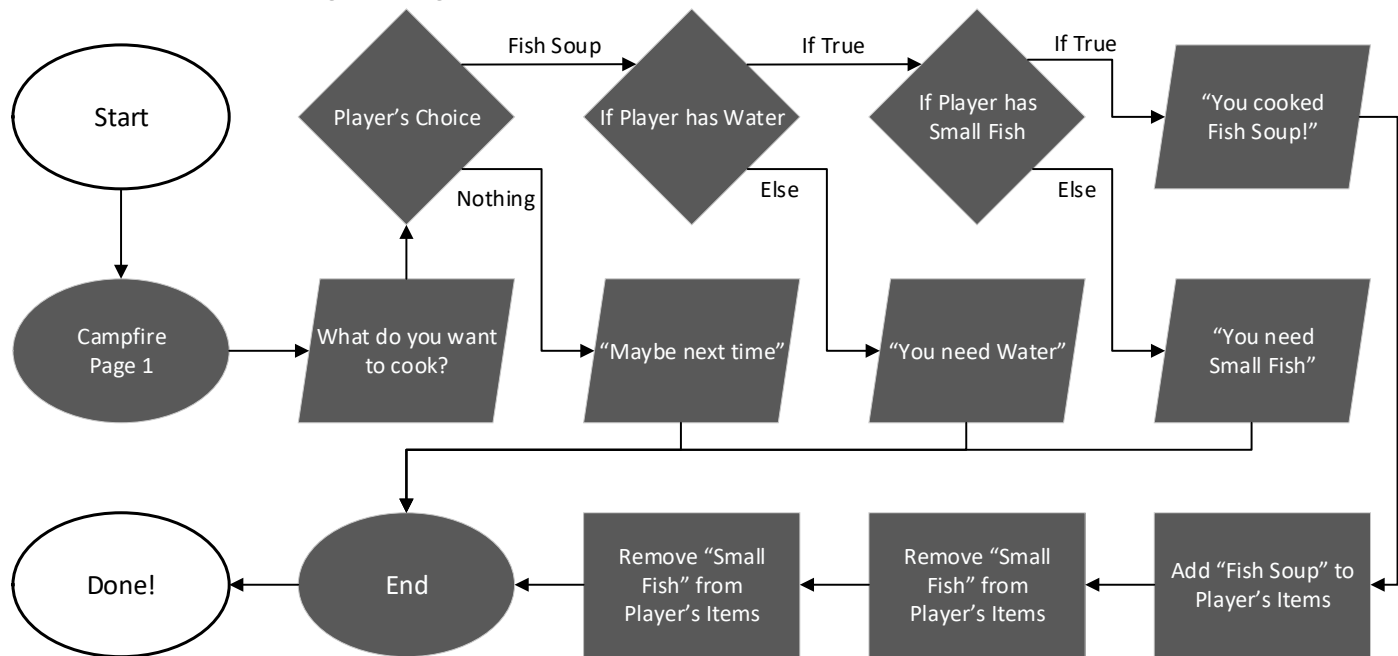 Fish Soup
If True
If True
Start
Player’s Choice
If Player has Water
If Player has
Small Fish
“You cooked
Fish Soup!”
Nothing
Else
Else
Campfire
Page 1
What do you want
to cook?
“Maybe next time”
“You need Water”
“You need
Small Fish”
Done!
End
Remove “Small
Fish” from
Player’s Items
Remove “Small
Fish” from
Player’s Items
Add “Fish Soup” to
Player’s Items